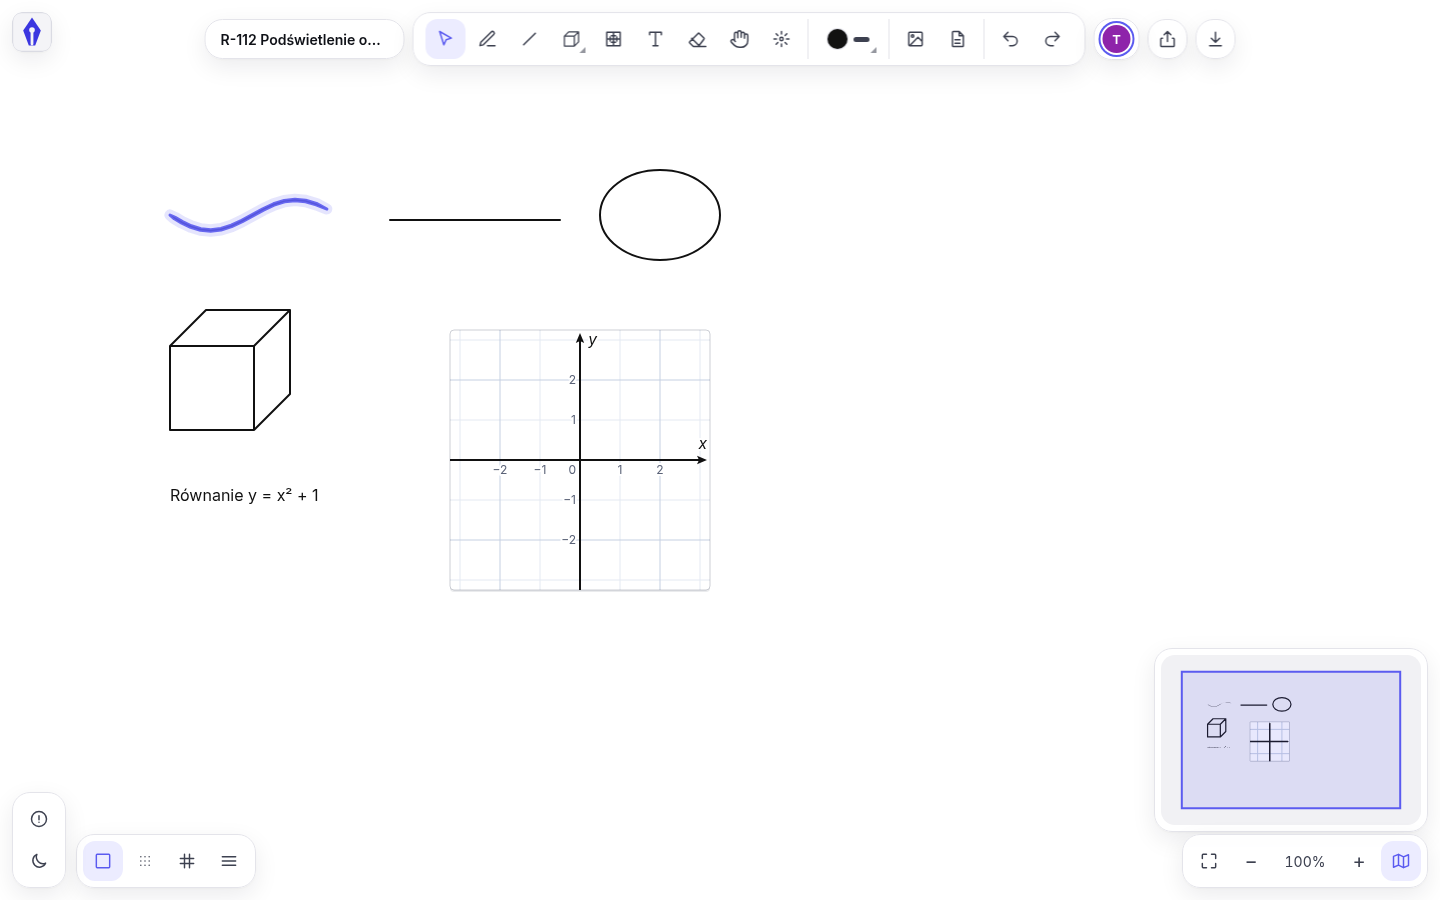 R-112 Podświetlenie o...
T
y
2
1
x
−2 −1 0 1 2
−1
−2
Równanie y = x² + 1
100%